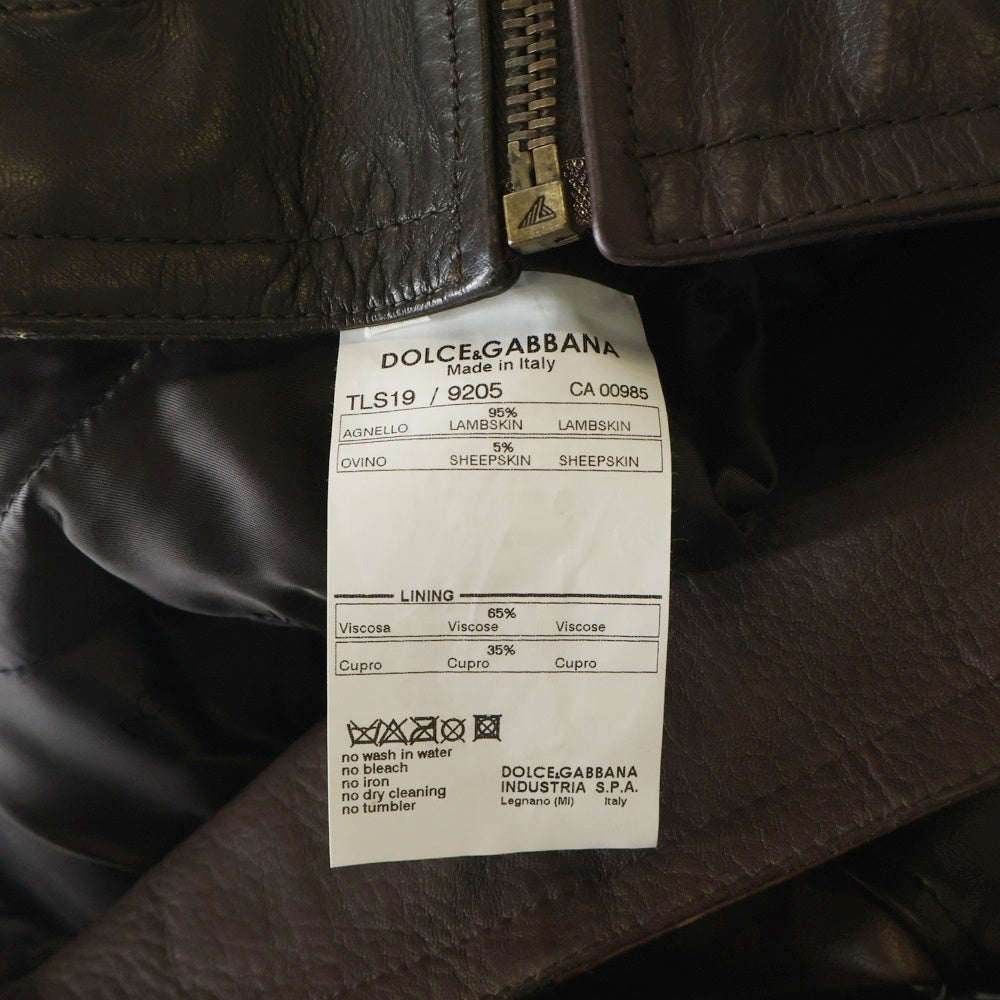 DOLCE&GABBANA
Made in Italy
TLS19 / 9205 CA 00985
95%
AGNELLO LAMBSKIN LAMBSKIN
5%
OVINO SHEEPSKIN SHEEPSKIN
LINING
65%
Viscosa Viscose Viscose
35%
Cupro Cupro Cupro
no wash in water
no bleach
no iron
no dry cleaning
no tumbler
DOLCE&GABBANA
INDUSTRIA S.P.A.
Legnano (MI) Italy